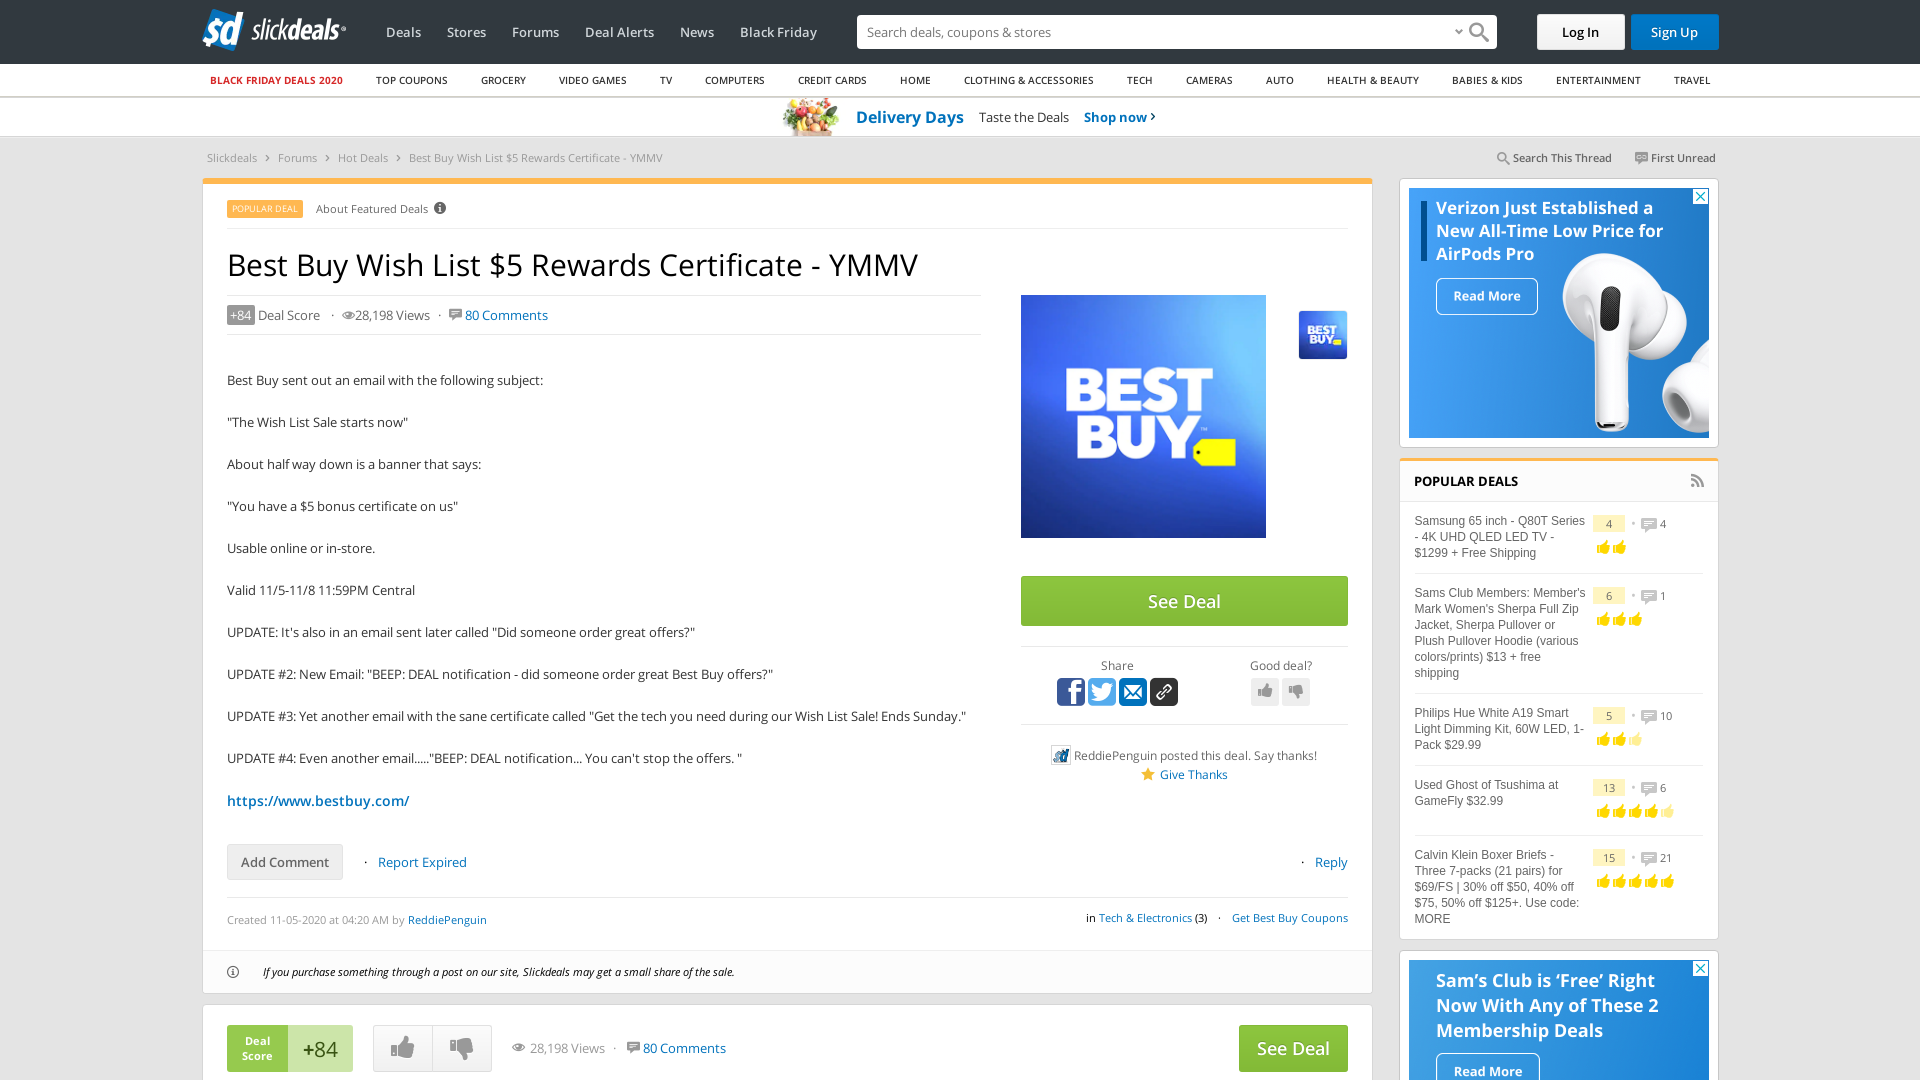 slickdeals
Deals
Stores
Forums
Deal Alerts
News
Black Friday
Search deals, coupons & stores
Log In
Sign Up
BLACK FRIDAY DEALS 2020
TOP COUPONS
GROCERY
VIDEO GAMES
TV
COMPUTERS
CREDIT CARDS
HOME
CLOTHING & ACCESSORIES
TECH
CAMERAS
AUTO
HEALTH & BEAUTY
BABIES & KIDS
ENTERTAINMENT
TRAVEL
Delivery Days Taste the Deals Shop now ›
Slickdeals › Forums › Hot Deals › Best Buy Wish List $5 Rewards Certificate - YMMV
Search This Thread
First Unread
POPULAR DEAL
About Featured Deals
Best Buy Wish List $5 Rewards Certificate - YMMV
+84 Deal Score · 28,198 Views · 80 Comments
Best Buy sent out an email with the following subject:
"The Wish List Sale starts now"
About half way down is a banner that says:
"You have a $5 bonus certificate on us"
Usable online or in-store.
Valid 11/5-11/8 11:59PM Central
UPDATE: It's also in an email sent later called "Did someone order great offers?"
UPDATE #2: New Email: "BEEP: DEAL notification - did someone order great Best Buy offers?"
UPDATE #3: Yet another email with the sane certificate called "Get the tech you need during our Wish List Sale! Ends Sunday."
UPDATE #4: Even another email....."BEEP: DEAL notification... You can't stop the offers. "
https://www.bestbuy.com/
BEST
BUY
BEST
BUY
See Deal
Share
Good deal?
ReddiePenguin posted this deal. Say thanks!
Give Thanks
Add Comment
· Report Expired
· Reply
Created 11-05-2020 at 04:20 AM by ReddiePenguin
in Tech & Electronics (3) · Get Best Buy Coupons
If you purchase something through a post on our site, Slickdeals may get a small share of the sale.
Deal
Score
+84
28,198 Views · 80 Comments
See Deal
Verizon Just Established a
New All-Time Low Price for
AirPods Pro
Read More
POPULAR DEALS
Samsung 65 inch - Q80T Series
- 4K UHD QLED LED TV -
$1299 + Free Shipping
4 • 4
Sams Club Members: Member's
Mark Women's Sherpa Full Zip
Jacket, Sherpa Pullover or
Plush Pullover Hoodie (various
colors/prints) $13 + free
shipping
6 • 1
Philips Hue White A19 Smart
Light Dimming Kit, 60W LED, 1-
Pack $29.99
5 • 10
Used Ghost of Tsushima at
GameFly $32.99
13 • 6
Calvin Klein Boxer Briefs -
Three 7-packs (21 pairs) for
$69/FS | 30% off $50, 40% off
$75, 50% off $125+. Use code:
MORE
15 • 21
Sam's Club is 'Free' Right
Now With Any of These 2
Membership Deals
Read More